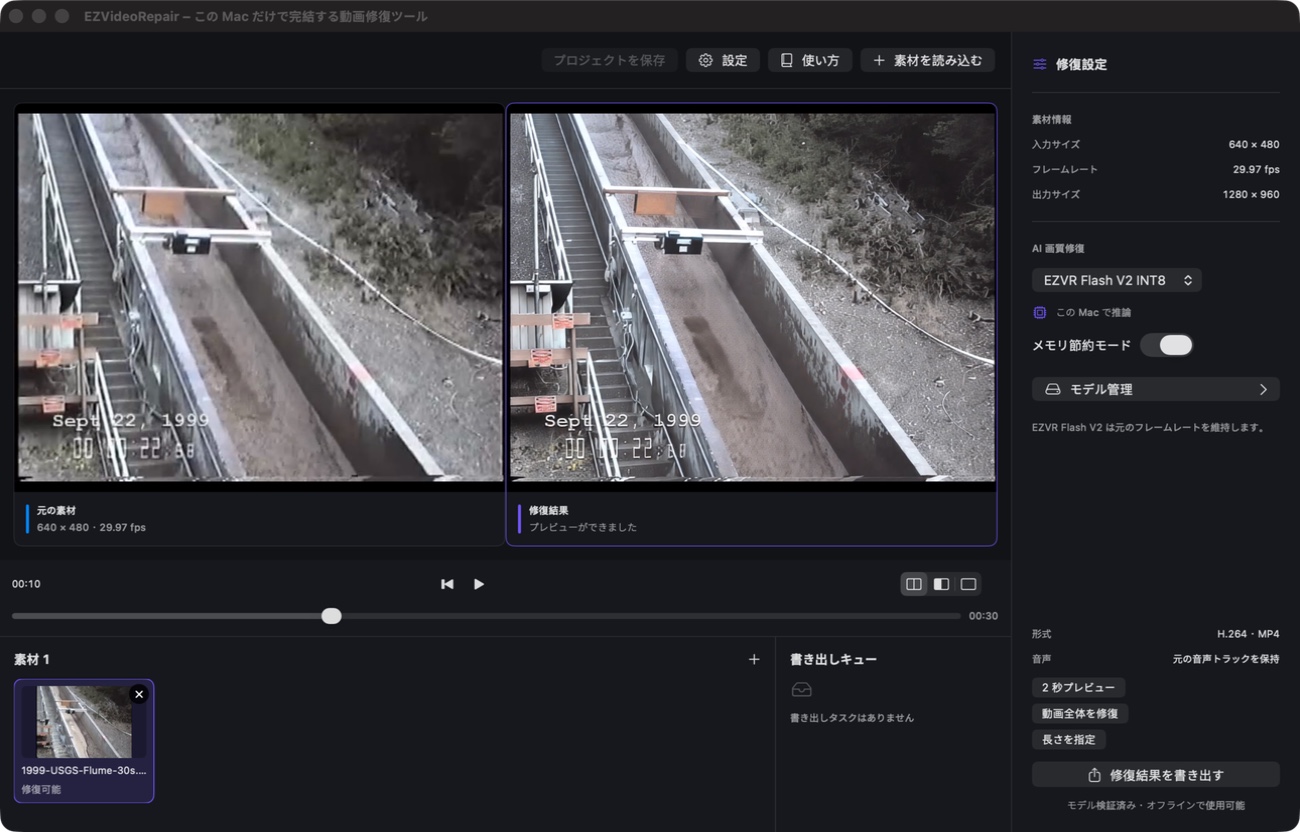 EZVideoRepair – この Mac だけで完結する動画修復ツール
プロジェクトを保存
設定
使い方
素材を読み込む
Sept 22, 1999
Sept 22, 1999
元の素材
640 × 480・29.97 fps
修復結果
プレビューができました
00:10
00:30
素材 1
1999-USGS-Flume-30s....
修復可能
書き出しキュー
書き出しタスクはありません
修復設定
素材情報
入力サイズ 640 × 480
フレームレート 29.97 fps
出力サイズ 1280 × 960
AI 画質修復
EZVR Flash V2 INT8
この Mac で推論
メモリ節約モード
モデル管理
EZVR Flash V2 は元のフレームレートを維持します。
形式 H.264・MP4
音声 元の音声トラックを保持
2 秒プレビュー
動画全体を修復
長さを指定
修復結果を書き出す
モデル検証済み・オフラインで使用可能